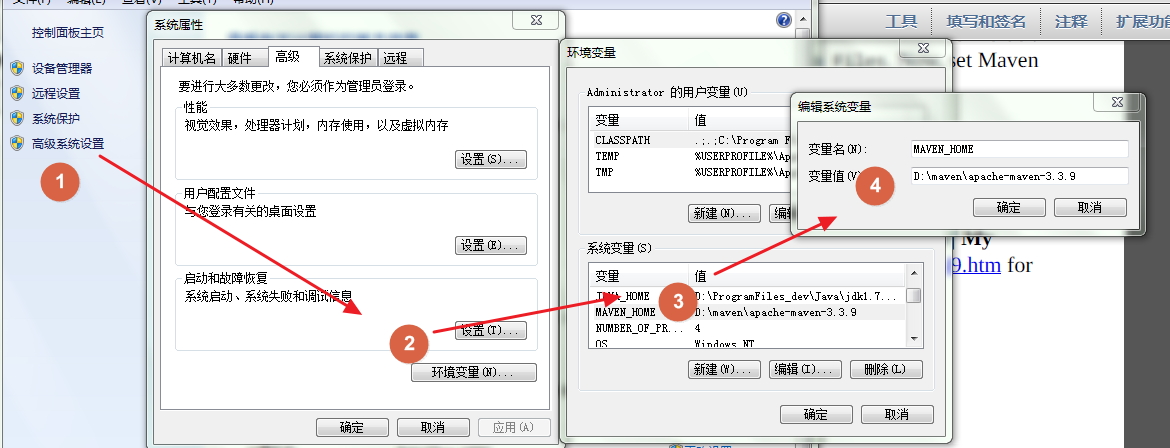 文件(F) 编辑(E) 查看(V) 工具(T) 帮助(H)
控制面板主页
设备管理器
远程设置
系统保护
高级系统设置
1
系统属性
计算机名 硬件 高级 系统保护 远程
要进行大多数更改，您必须作为管理员登录。
性能
视觉效果，处理器计划，内存使用，以及虚拟内存
设置(S)...
用户配置文件
与您登录有关的桌面设置
设置(E)...
启动和故障恢复
系统启动、系统失败和调试信息
2
设置(T)...
环境变量(N)...
确定 取消 应用(A)
环境变量
Administrator 的用户变量(U)
变量 值
CLASSPATH .;.;C:\Program F
TEMP %USERPROFILE%\Ap
TMP %USERPROFILE%\Ap
新建(N)... 编辑
系统变量(S)
变量 值
3
HOME D:\ProgramFiles_dev\Java\jdk1.7...
MAVEN_HOME D:\maven\apache-maven-3.3.9
NUMBER_OF_PR... 4
OS Windows_NT
新建(W)... 编辑(I)... 删除(L)
确定 取消
编辑系统变量
变量名(N): MAVEN_HOME
变量值(V) D:\maven\apache-maven-3.3.9
4
确定 取消
工具 填写和签名 注释 扩展功能
set Maven
My
9.htm for